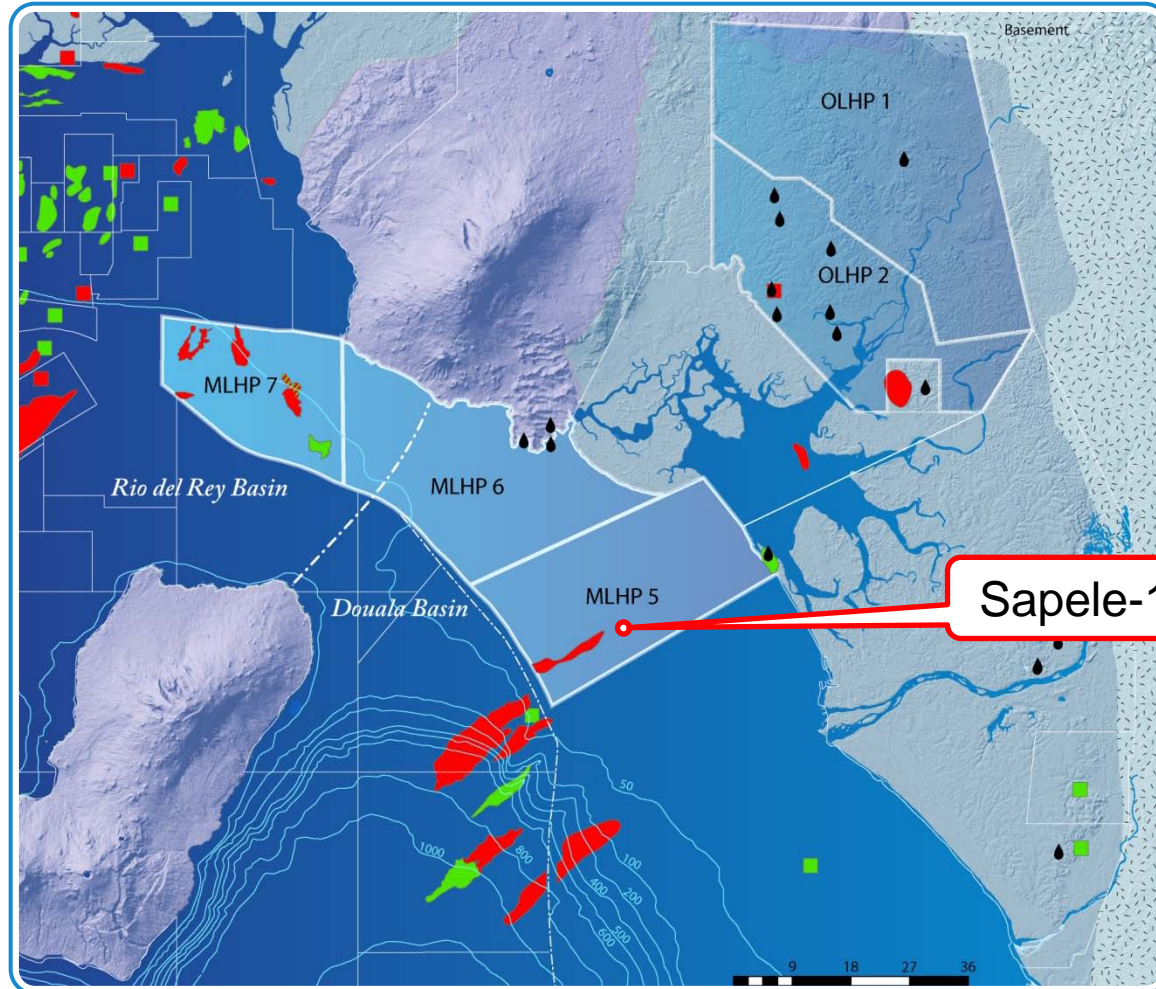 Basement
OLHP 1
OLHP 2
MLHP 7
MLHP 6
Rio del Rey Basin
MLHP 5
Sapele-1
Douala Basin
50
1000
800
100
200
400
500
600
9 18 27 36